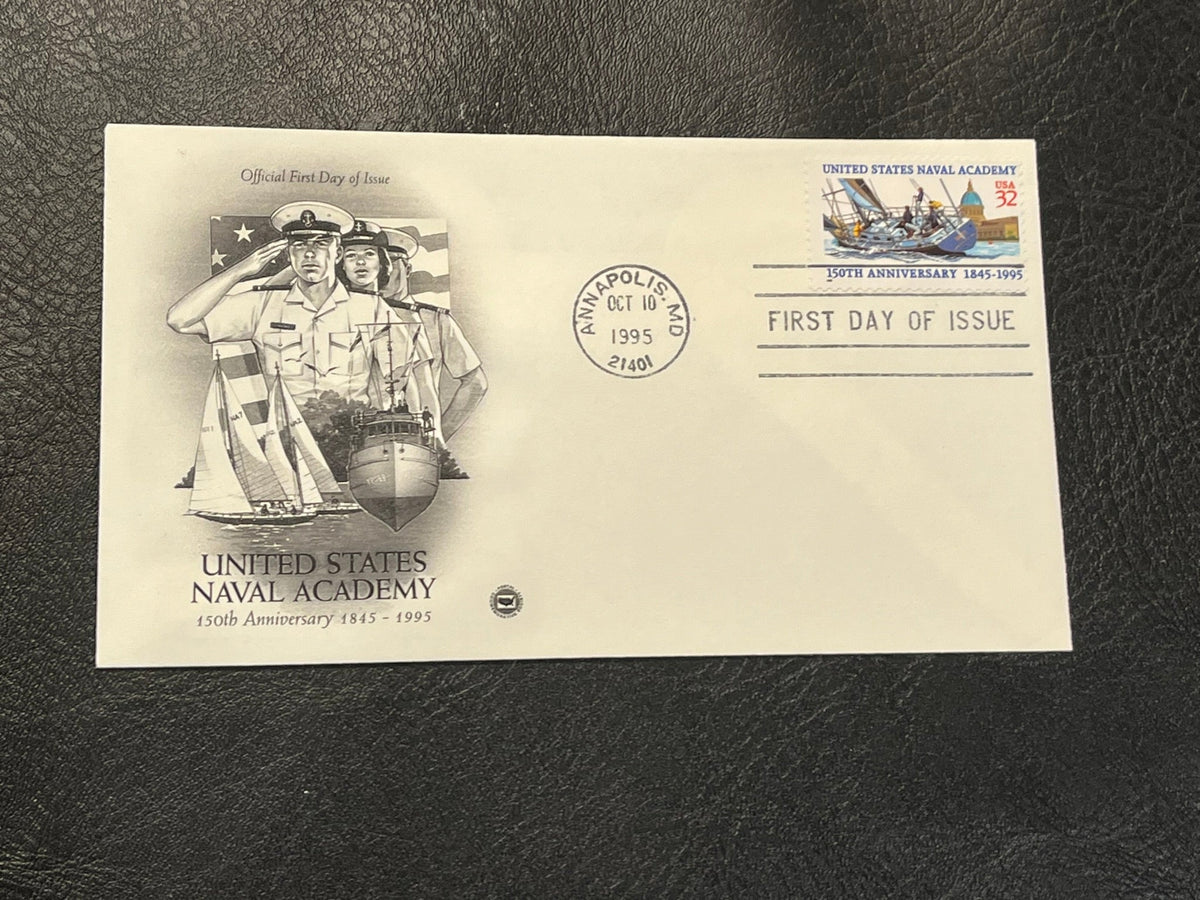 Official First Day of Issue
UNITED STATES
NAVAL ACADEMY
150th Anniversary 1845 - 1995
ANNAPOLIS, MD
OCT 10
1995
21401
UNITED STATES NAVAL ACADEMY
USA
32
150TH ANNIVERSARY 1845-1995
FIRST DAY OF ISSUE
NA7